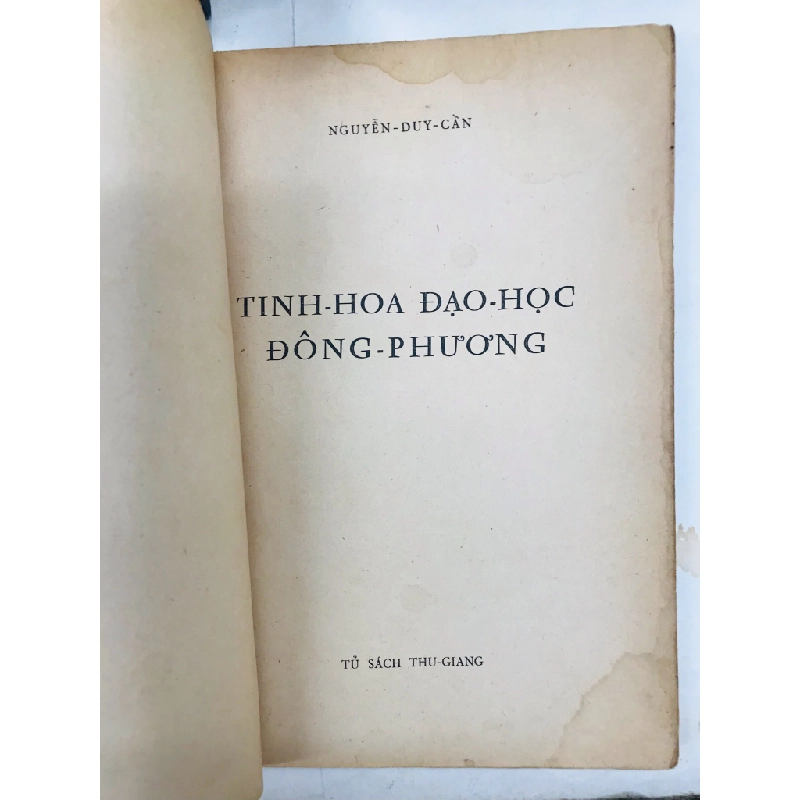 NGUYỄN-DUY-CẦN
TINH-HOA ĐẠO-HỌC
ĐÔNG-PHƯƠNG
TỦ SÁCH THU-GIANG